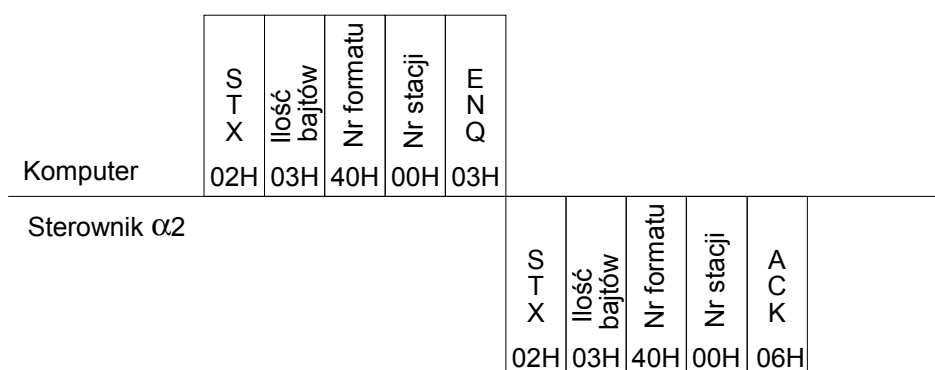 STX Ilość bajtów Nr formatu Nr stacji ENQ
Komputer 02H 03H 40H 00H 03H
Sterownik α2
STX Ilość bajtów Nr formatu Nr stacji ACK
02H 03H 40H 00H 06H